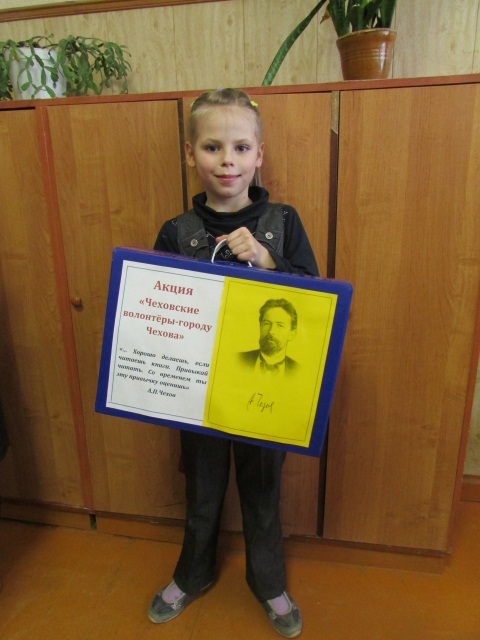 Акция
«Чеховские
волонтёры-городу
Чехова»
«... Хорошо делаешь, если
читаешь книги. Привыкай
читать. Со временем ты
эту привычку оценишь»
А.П.Чехов
А.Чехов